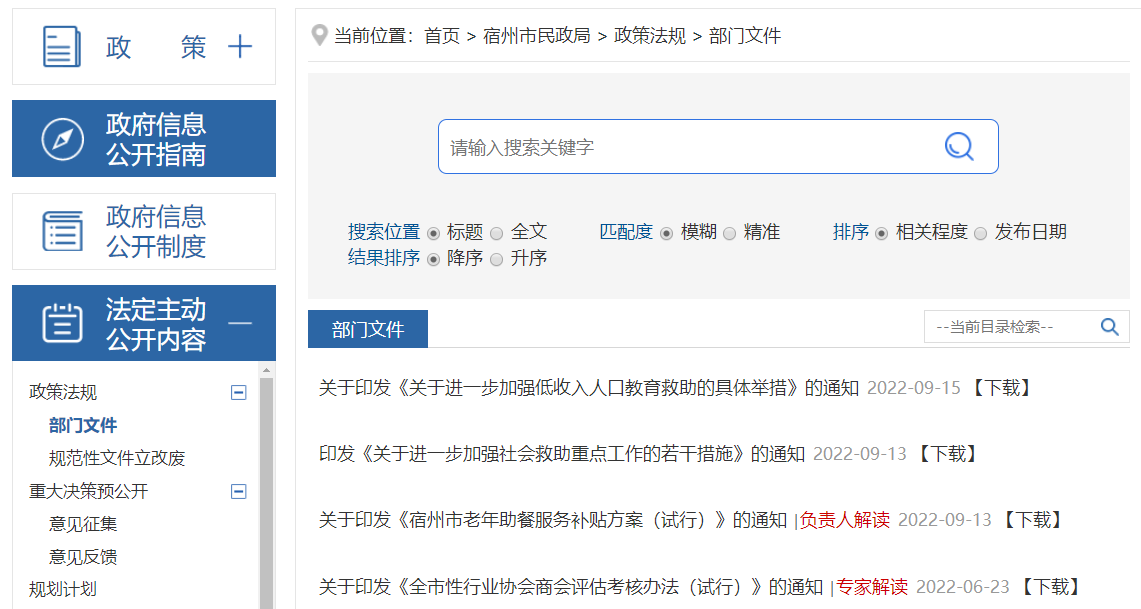 政 策
政府信息
公开指南
政府信息
公开制度
法定主动
公开内容
政策法规
部门文件
规范性文件立改废
重大决策预公开
意见征集
意见反馈
规划计划
当前位置：首页 > 宿州市民政局 > 政策法规 > 部门文件
请输入搜索关键字
搜索位置 标题 全文 匹配度 模糊 精准 排序 相关程度 发布日期
结果排序 降序 升序
部门文件 --当前目录检索--
关于印发《关于进一步加强低收入人口教育救助的具体举措》的通知 2022-09-15 【下载】
印发《关于进一步加强社会救助重点工作的若干措施》的通知 2022-09-13 【下载】
关于印发《宿州市老年助餐服务补贴方案（试行）》的通知 |负责人解读 2022-09-13 【下载】
关于印发《全市性行业协会商会评估考核办法（试行）》的通知 |专家解读 2022-06-23 【下载】